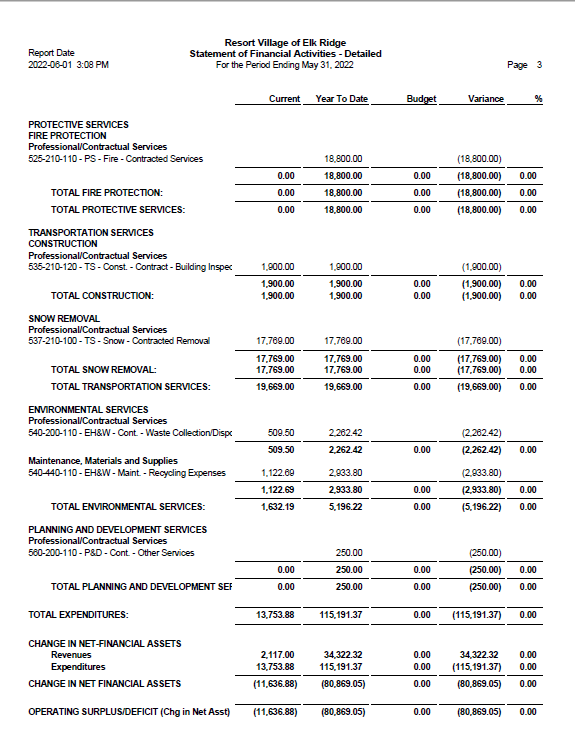 Resort Village of Elk Ridge
Report Date Statement of Financial Activities - Detailed
2022-06-01 3:08 PM For the Period Ending May 31, 2022 Page 3
Current Year To Date Budget Variance %
PROTECTIVE SERVICES
FIRE PROTECTION
Professional/Contractual Services
525-210-110 - PS - Fire - Contracted Services 18,800.00 (18,800.00)
0.00 18,800.00 0.00 (18,800.00) 0.00
TOTAL FIRE PROTECTION: 0.00 18,800.00 0.00 (18,800.00) 0.00
TOTAL PROTECTIVE SERVICES: 0.00 18,800.00 0.00 (18,800.00) 0.00
TRANSPORTATION SERVICES
CONSTRUCTION
Professional/Contractual Services
535-210-120 - TS - Const. - Contract - Building Inspec 1,900.00 1,900.00 (1,900.00)
1,900.00 1,900.00 0.00 (1,900.00) 0.00
TOTAL CONSTRUCTION: 1,900.00 1,900.00 0.00 (1,900.00) 0.00
SNOW REMOVAL
Professional/Contractual Services
537-210-100 - TS - Snow - Contracted Removal 17,769.00 17,769.00 (17,769.00)
17,769.00 17,769.00 0.00 (17,769.00) 0.00
TOTAL SNOW REMOVAL: 17,769.00 17,769.00 0.00 (17,769.00) 0.00
TOTAL TRANSPORTATION SERVICES: 19,669.00 19,669.00 0.00 (19,669.00) 0.00
ENVIRONMENTAL SERVICES
Professional/Contractual Services
540-200-110 - EH&W - Cont. - Waste Collection/Dispo 509.50 2,262.42 (2,262.42)
509.50 2,262.42 0.00 (2,262.42) 0.00
Maintenance, Materials and Supplies
540-440-110 - EH&W - Maint. - Recycling Expenses 1,122.69 2,933.80 (2,933.80)
1,122.69 2,933.80 0.00 (2,933.80) 0.00
TOTAL ENVIRONMENTAL SERVICES: 1,632.19 5,196.22 0.00 (5,196.22) 0.00
PLANNING AND DEVELOPMENT SERVICES
Professional/Contractual Services
560-200-110 - P&D - Cont. - Other Services 250.00 (250.00)
0.00 250.00 0.00 (250.00) 0.00
TOTAL PLANNING AND DEVELOPMENT SEF 0.00 250.00 0.00 (250.00) 0.00
TOTAL EXPENDITURES: 13,753.88 115,191.37 0.00 (115,191.37) 0.00
CHANGE IN NET-FINANCIAL ASSETS
Revenues 2,117.00 34,322.32 0.00 34,322.32 0.00
Expenditures 13,753.88 115,191.37 0.00 (115,191.37) 0.00
CHANGE IN NET FINANCIAL ASSETS (11,636.88) (80,869.05) 0.00 (80,869.05) 0.00
OPERATING SURPLUS/DEFICIT (Chg in Net Asst) (11,636.88) (80,869.05) 0.00 (80,869.05) 0.00